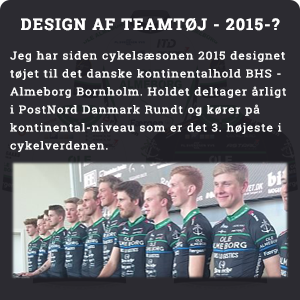 DESIGN AF TEAMTØJ - 2015-?
Jeg har siden cykelsæsonen 2015 designet
tøjet til det danske kontinentalhold BHS -
Almeborg Bornholm. Holdet deltager årligt
i PostNord Danmark Rundt og kører på
kontinental-niveau som er det 3. højeste i
cykelverdenen.
OLE
ALMEBORG